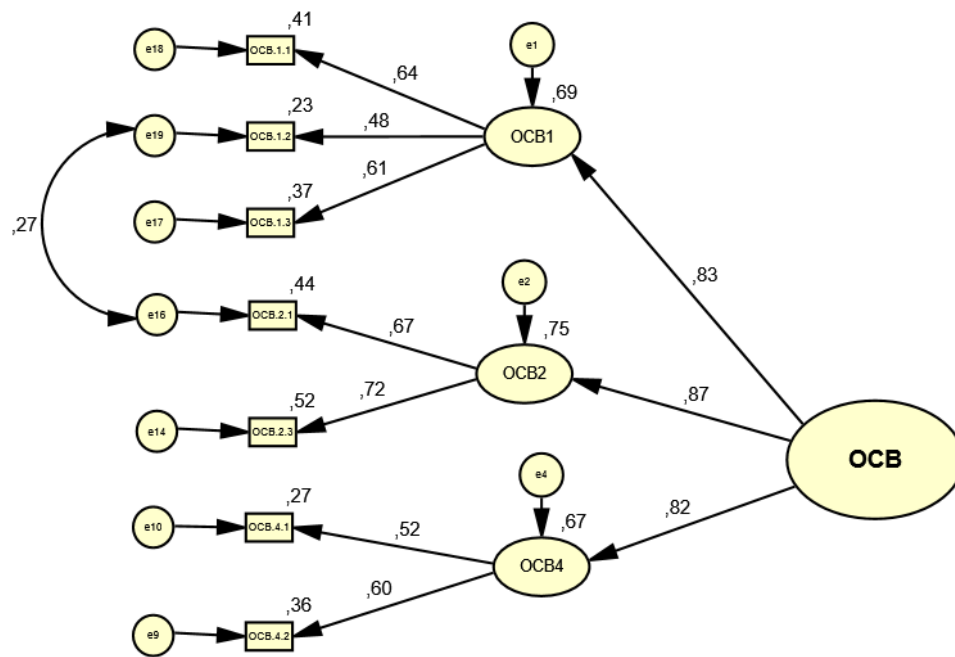 ,41
e18
OCB.1.1
e1
,64
,69
,23
e19
OCB.1.2
,48
OCB1
,61
,37
e17
OCB.1.3
,27
,83
,44
e2
e16
OCB.2.1
,67
,75
OCB2
,72
,87
,52
e14
OCB.2.3
OCB
e4
,27
,82
,67
e10
OCB.4.1
,52
OCB4
,60
,36
e9
OCB.4.2